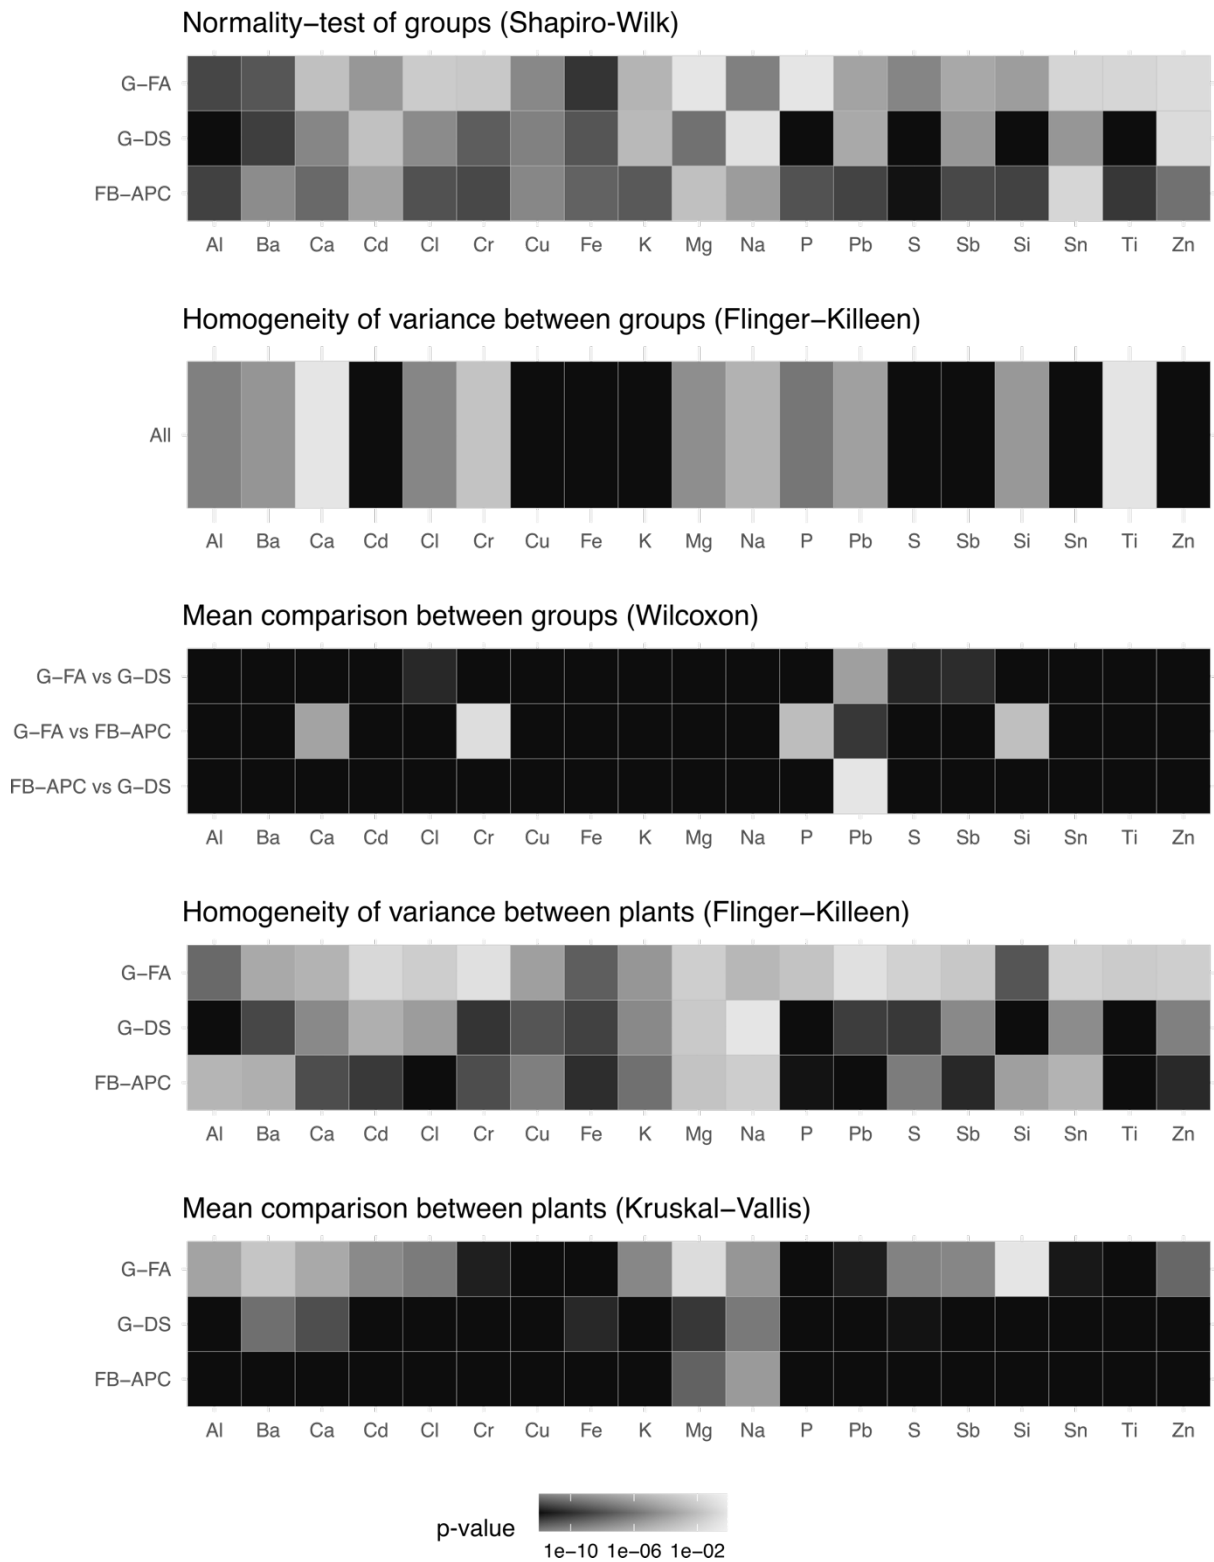 Normality−test of groups (Shapiro-Wilk)
G−FA
G−DS
FB−APC
Al Ba Ca Cd Cl Cr Cu Fe K Mg Na P Pb S Sb Si Sn Ti Zn
Homogeneity of variance between groups (Flinger−Killeen)
All
Al Ba Ca Cd Cl Cr Cu Fe K Mg Na P Pb S Sb Si Sn Ti Zn
Mean comparison between groups (Wilcoxon)
G−FA vs G−DS
G−FA vs FB−APC
FB−APC vs G−DS
Al Ba Ca Cd Cl Cr Cu Fe K Mg Na P Pb S Sb Si Sn Ti Zn
Homogeneity of variance between plants (Flinger−Killeen)
G−FA
G−DS
FB−APC
Al Ba Ca Cd Cl Cr Cu Fe K Mg Na P Pb S Sb Si Sn Ti Zn
Mean comparison between plants (Kruskal−Vallis)
G−FA
G−DS
FB−APC
Al Ba Ca Cd Cl Cr Cu Fe K Mg Na P Pb S Sb Si Sn Ti Zn
p-value
1e−10 1e−06 1e−02